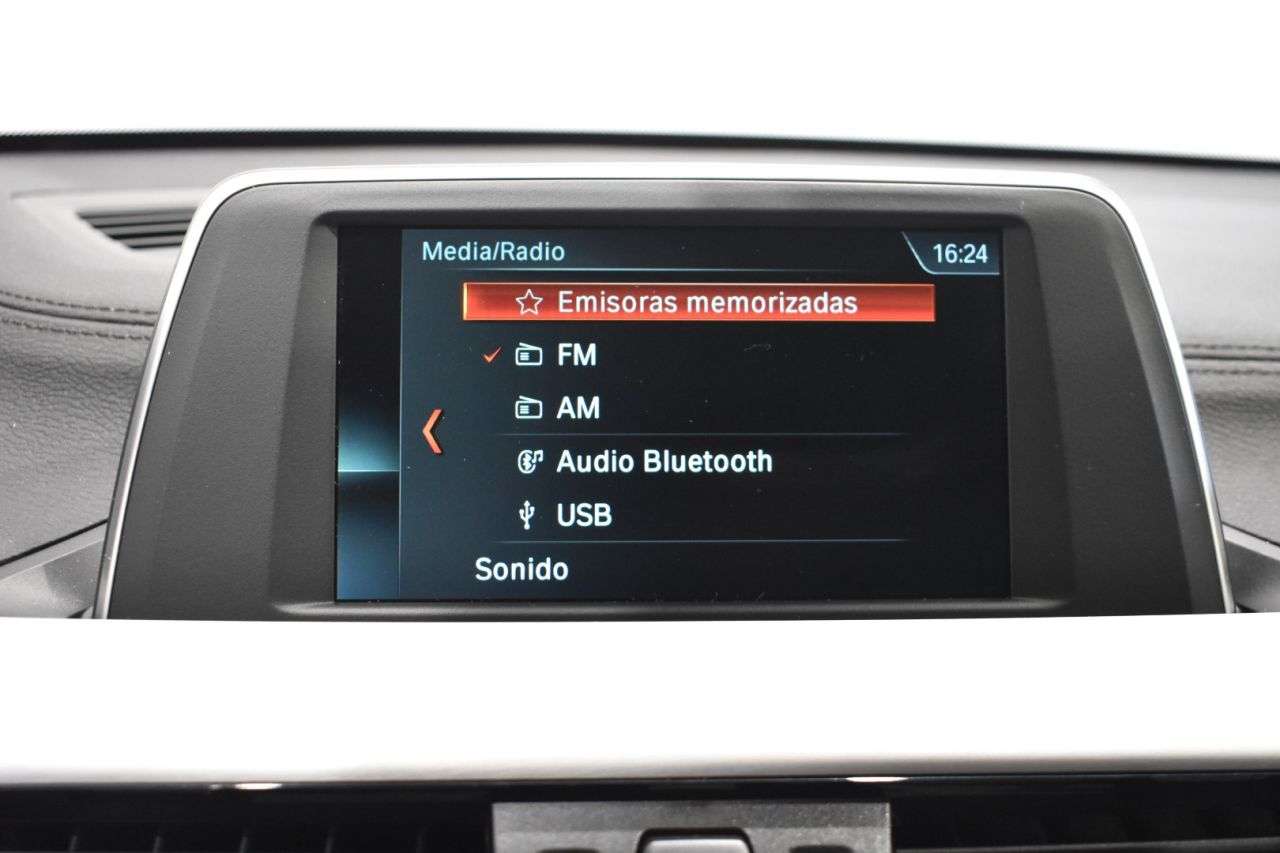 Media/Radio
16:24
Emisoras memorizadas
FM
AM
Audio Bluetooth
USB
Sonido